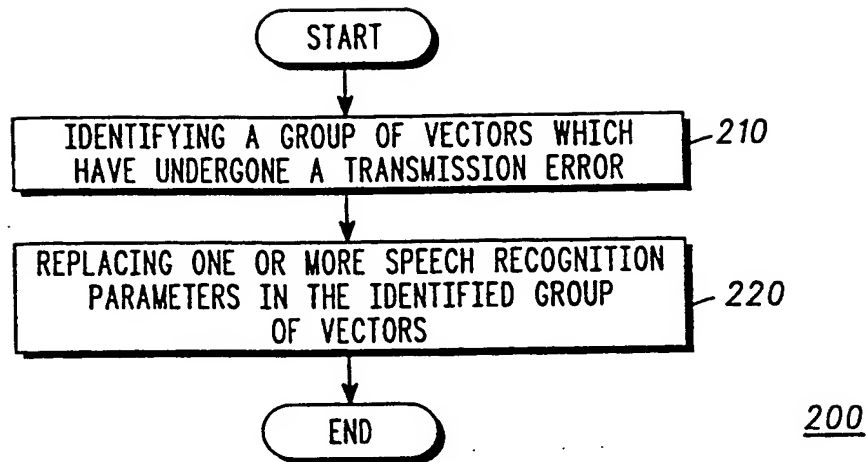 START
IDENTIFYING A GROUP OF VECTORS WHICH
HAVE UNDERGONE A TRANSMISSION ERROR
210
REPLACING ONE OR MORE SPEECH RECOGNITION
PARAMETERS IN THE IDENTIFIED GROUP
OF VECTORS
220
END
200